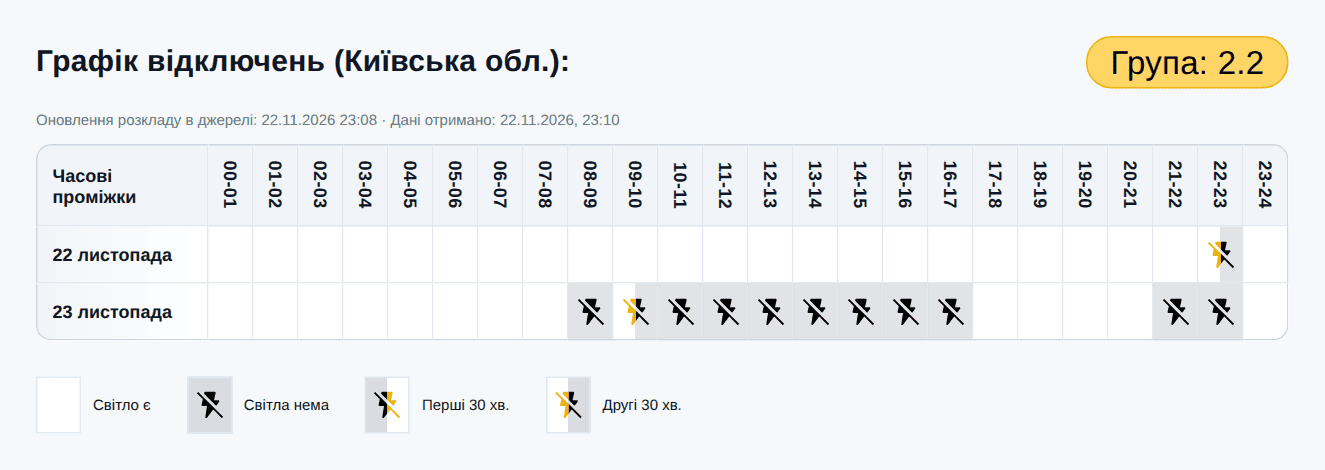 Графік відключень (Київська обл.):
Група: 2.2
Оновлення розкладу в джерелі: 22.11.2026 23:08 · Дані отримано: 22.11.2026, 23:10
Часові
проміжки
00-01
01-02
02-03
03-04
04-05
05-06
06-07
07-08
08-09
09-10
10-11
11-12
12-13
13-14
14-15
15-16
16-17
17-18
18-19
19-20
20-21
21-22
22-23
23-24
22 листопада
23 листопада
Світло є
Світла нема
Перші 30 хв.
Другі 30 хв.